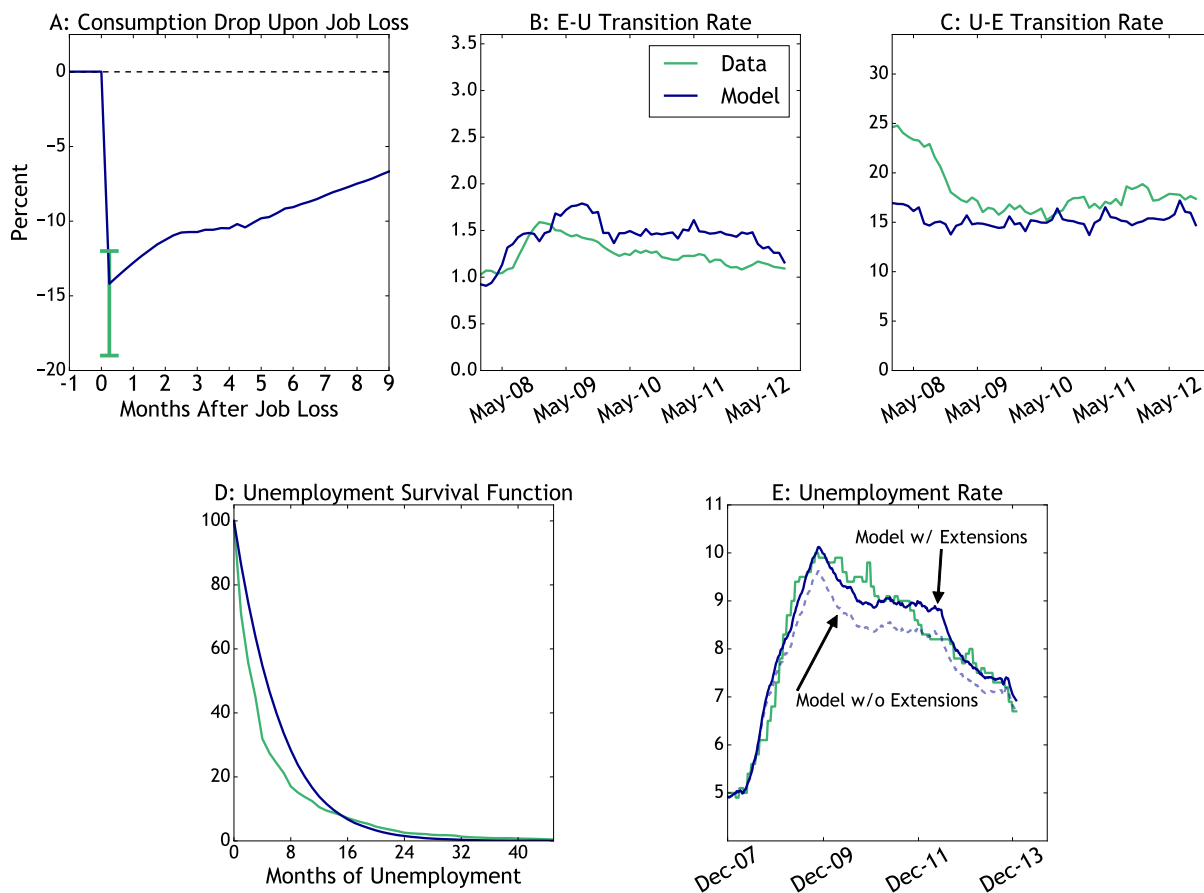 A: Consumption Drop Upon Job Loss
0
−5
−10
−15
−20
Percent
-1 0 1 2 3 4 5 6 7 8 9
Months After Job Loss
B: E-U Transition Rate
3.5
3.0
2.5
2.0
1.5
1.0
0.5
0.0
Data
Model
May-08 May-09 May-10 May-11 May-12
C: U-E Transition Rate
30
25
20
15
10
5
0
May-08 May-09 May-10 May-11 May-12
D: Unemployment Survival Function
100
80
60
40
20
0
0 8 16 24 32 40
Months of Unemployment
E: Unemployment Rate
11
10
9
8
7
6
5
4
Model w/ Extensions
Model w/o Extensions
Dec-07 Dec-09 Dec-11 Dec-13